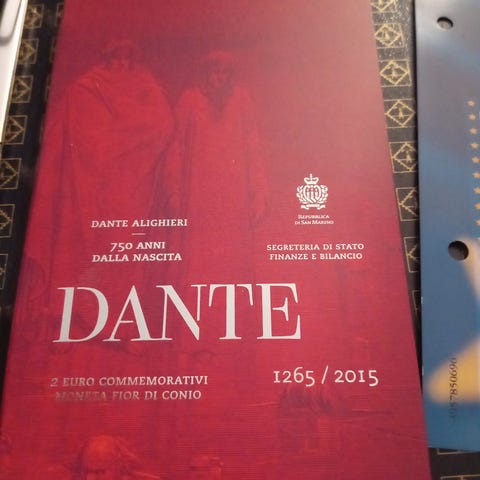 DANTE ALIGHIERI
750 ANNI
DALLA NASCITA
REPUBBLICA
DI SAN MARINO
SEGRETERIA DI STATO
FINANZE E BILANCIO
DANTE
2 EURO COMMEMORATIVI
MONETA FIOR DI CONIO
1265 / 2015